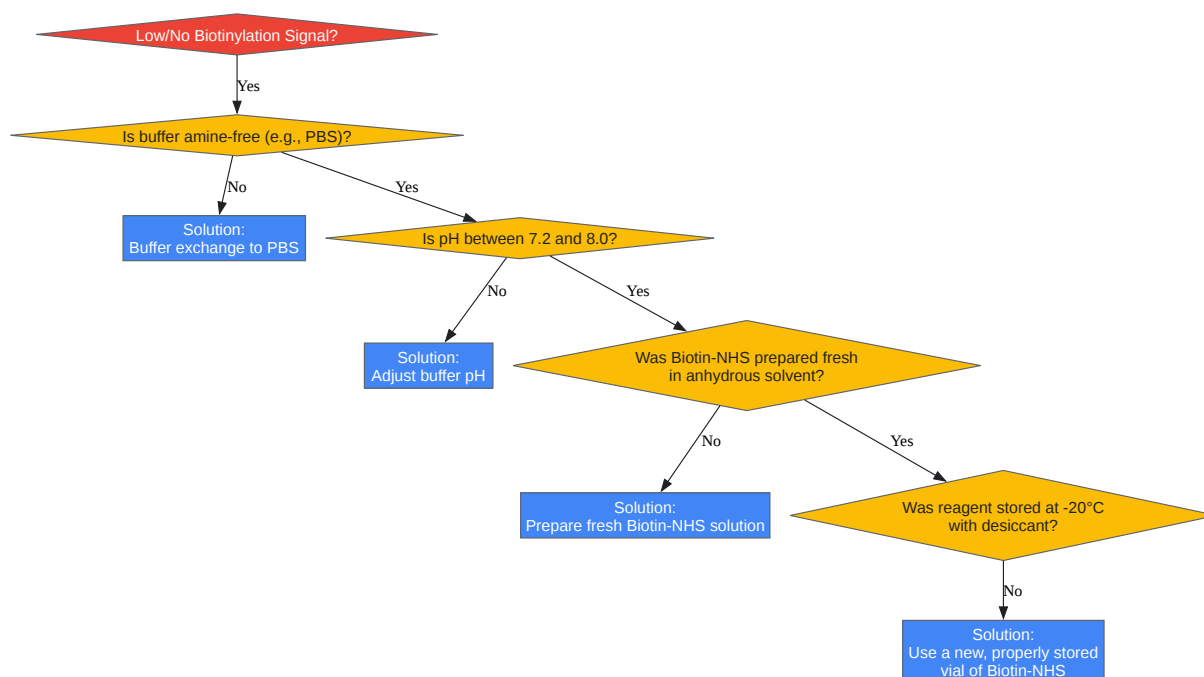 Low/No Biotinylation Signal?
Yes
Is buffer amine-free (e.g., PBS)?
No
Yes
Solution:
Buffer exchange to PBS
Is pH between 7.2 and 8.0?
No
Yes
Solution:
Adjust buffer pH
Was Biotin-NHS prepared fresh
in anhydrous solvent?
No
Yes
Solution:
Prepare fresh Biotin-NHS solution
Was reagent stored at -20°C
with desiccant?
No
Solution:
Use a new, properly stored
vial of Biotin-NHS